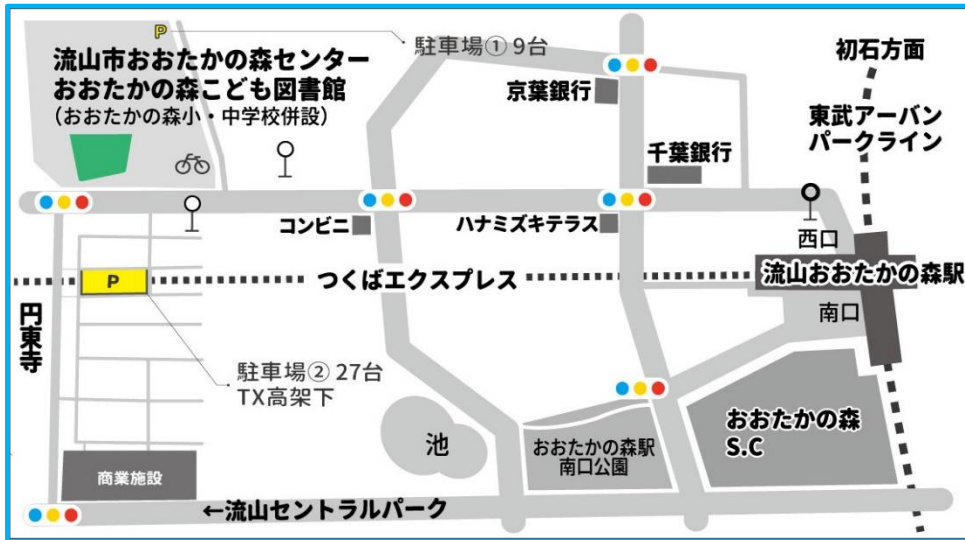 P
駐車場① 9台
流山市おおたかの森センター
おおたかの森こども図書館
（おおたかの森小・中学校併設）
京葉銀行
初石方面
東武アーバン
パークライン
千葉銀行
コンビニ
ハナミズキテラス
西口
P
つくばエクスプレス
流山おおたかの森駅
南口
円東寺
駐車場② 27台
TX高架下
池
おおたかの森駅
南口公園
おおたかの森
S.C
商業施設
←流山セントラルパーク